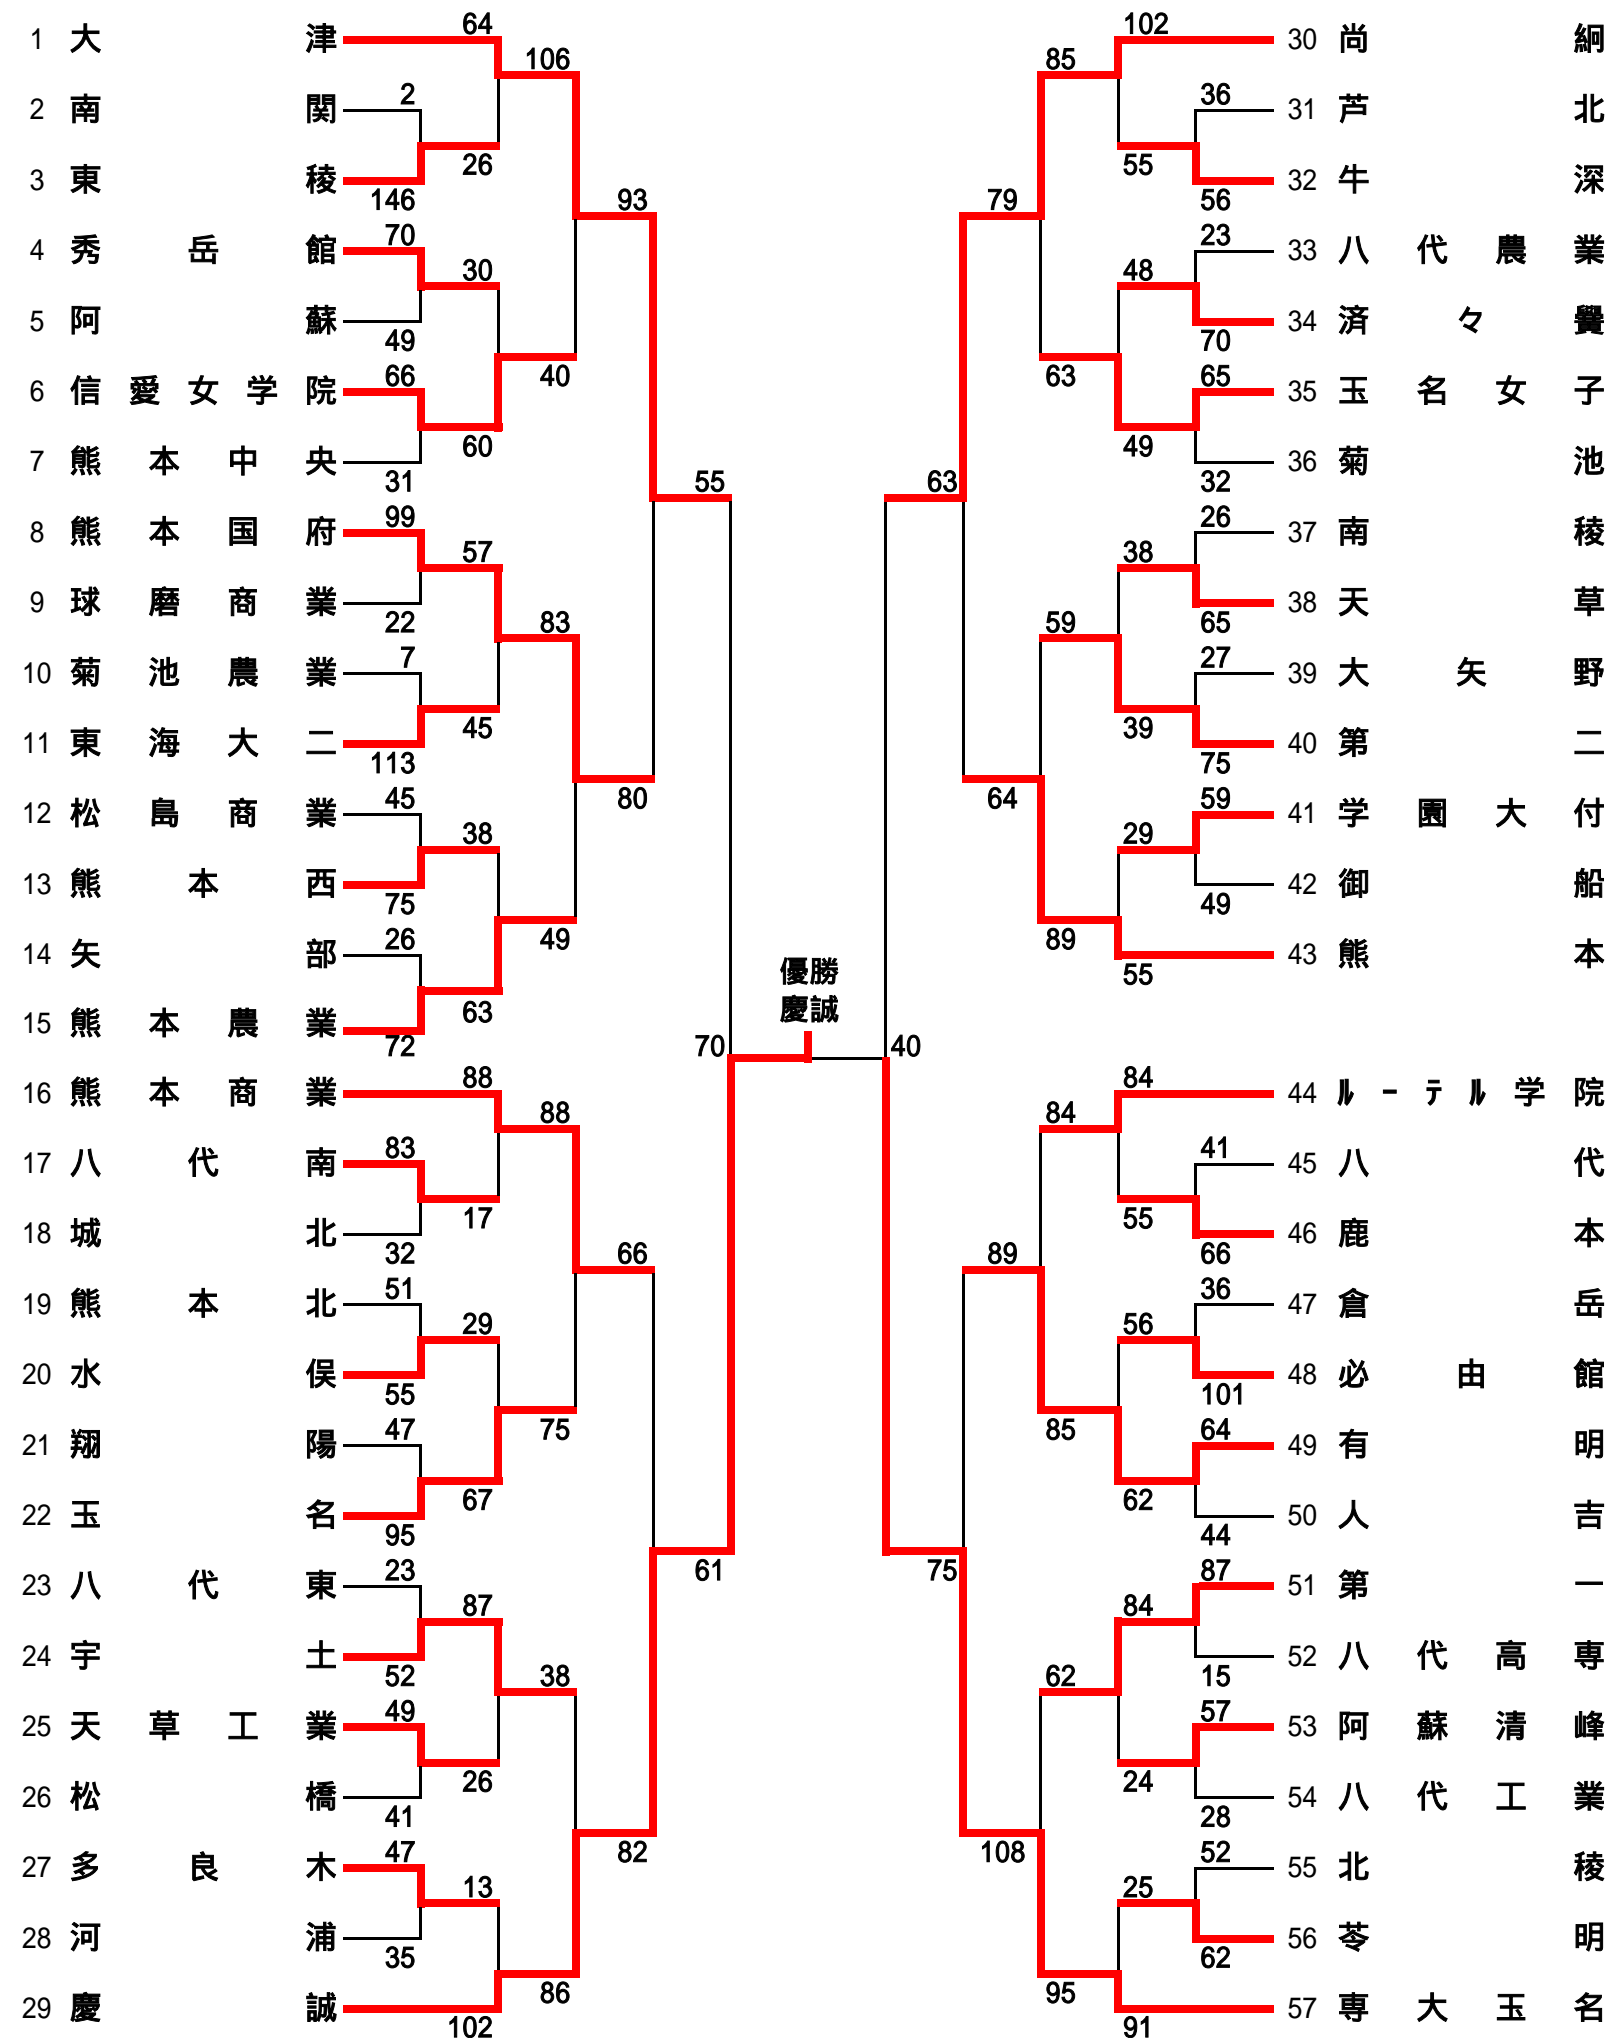 64 102
1 大津 30 尚絅
106 85
2 36
2 南関 31 芦北
26 55
3 東稜 32 牛深
146 93 79 56
70 23
4 秀岳館 33 八代農業
30 48
5 阿蘇 34 済々黌
49 70
66 40 63 65
6 信愛女学院 35 玉名女子
60 49
7 熊本中央 36 菊池
31 55 63 32
99 26
8 熊本国府 37 南稜
57 38
9 球磨商業 38 天草
22 83 59 65
7 27
10 菊池農業 39 大矢野
45 39
11 東海大二 40 第二
113 75
45 80 64 59
12 松島商業 41 学園大付
38 29
13 熊本西 42 御船
75 49
26 49 89
14 矢部 43 熊本
優勝 55
慶誠
63
15 熊本農業
72 70 40
88 84
16 熊本商業 44 ﾙｰﾃﾙ学院
88 84
83 41
17 八代南 45 八代
17 55
18 城北 46 鹿本
32 66 89 66
51 36
19 熊本北 47 倉岳
29 56
20 水俣 48 必由館
55 101
47 75 85 64
21 翔陽 49 有明
67 62
22 玉名 50 人吉
95 44
23 61 75 87
23 八代東 51 第一
87 84
24 宇土 52 八代高専
52 38 62 15
49 57
25 天草工業 53 阿蘇清峰
26 24
26 松橋 54 八代工業
41 28
47 82 108 52
27 多良木 55 北稜
13 25
28 河浦 56 苓明
35 62
86 95
29 慶誠 57 専大玉名
102 91